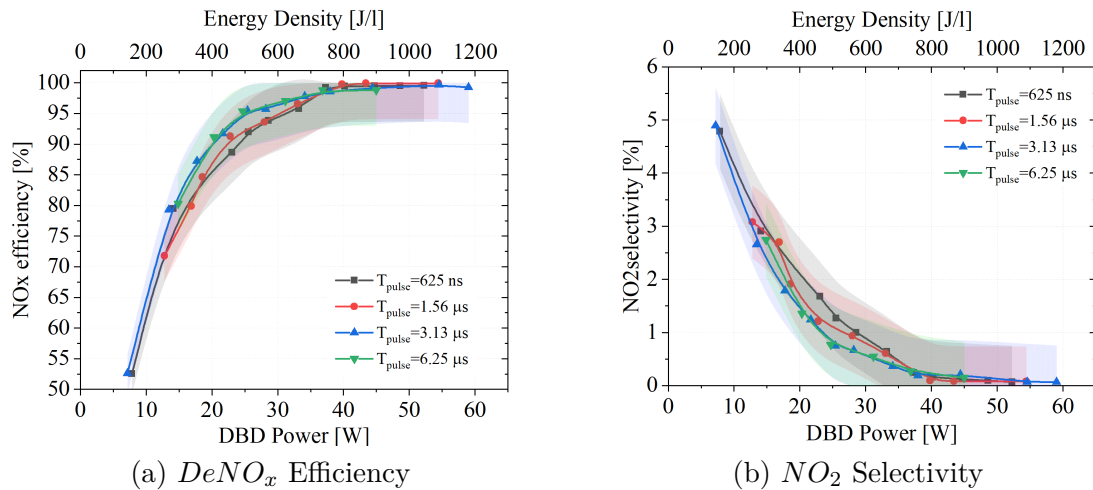 Energy Density [J/l]
0 200 400 600 800 1000 1200
100
95
90
85
80
75
70
65
60
55
50
NOx efficiency [%]
T_pulse=625 ns
T_pulse=1.56 μs
T_pulse=3.13 μs
T_pulse=6.25 μs
0 10 20 30 40 50 60
DBD Power [W]
(a) DeNO_x Efficiency
Energy Density [J/l]
0 200 400 600 800 1000 1200
6
5
4
3
2
1
0
NO2selectivity [%]
T_pulse=625 ns
T_pulse=1.56 μs
T_pulse=3.13 μs
T_pulse=6.25 μs
0 10 20 30 40 50 60
DBD Power [W]
(b) NO_2 Selectivity